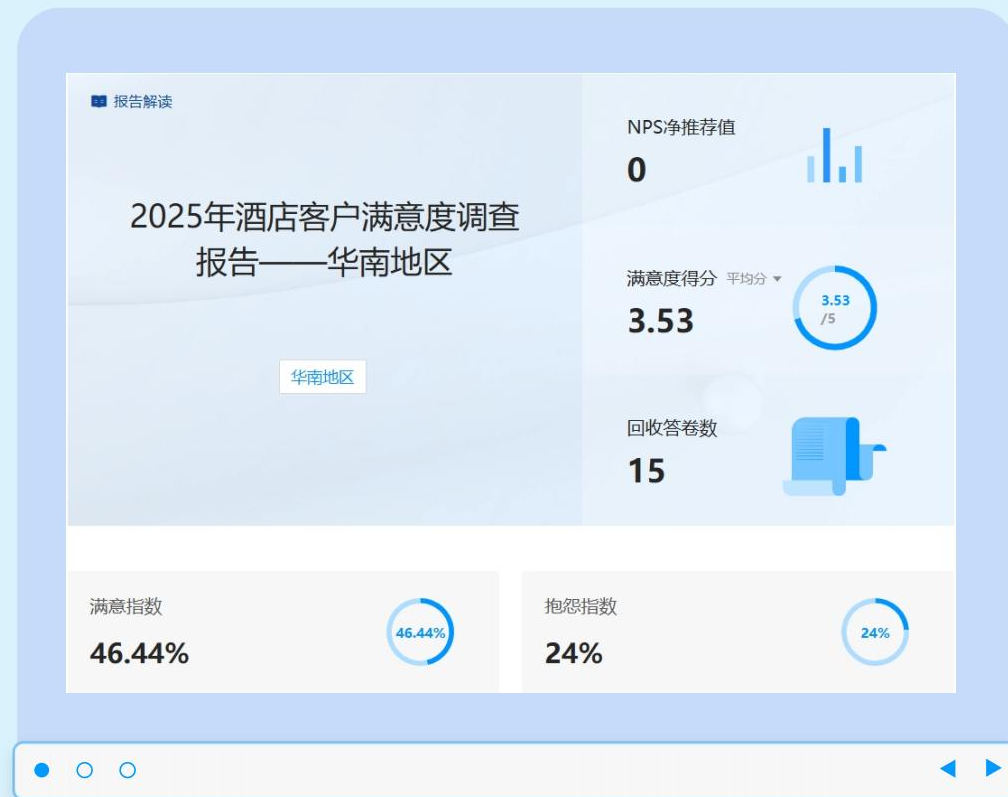 报告解读
2025年酒店客户满意度调查
报告——华南地区
华南地区
NPS净推荐值
0
满意度得分 平均分
3.53
3.53
/5
回收答卷数
15
满意指数
46.44%
46.44%
抱怨指数
24%
24%